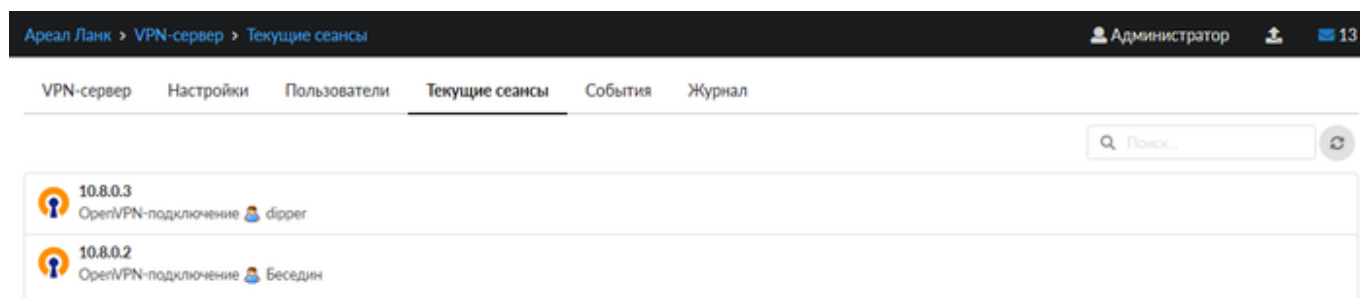 Ареал Ланк > VPN-сервер > Текущие сеансы Администратор 13
VPN-сервер Настройки Пользователи Текущие сеансы События Журнал
Поиск...
10.8.0.3
OpenVPN-подключение dipper
10.8.0.2
OpenVPN-подключение Беседин